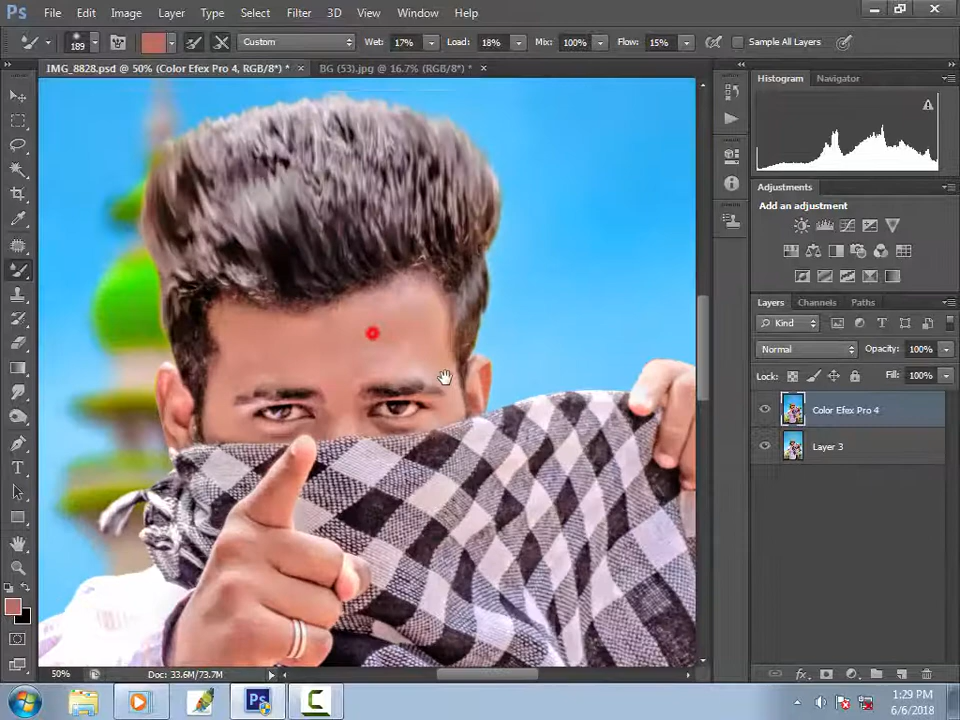 Ps File Edit Image Layer Type Select Filter 3D View Window Help
189 Custom Wet: 17% Load: 18% Mix: 100% Flow: 15% Sample All Layers
IMG_8828.psd @ 50% (Color Efex Pro 4, RGB/8*) * × BG (53).jpg @ 16.7% (RGB/8*) * ×
Histogram Navigator
Adjustments
Add an adjustment
Layers Channels Paths
Kind
Normal Opacity: 100%
Lock: Fill: 100%
Color Efex Pro 4
Layer 3
50% Doc: 33.6M/73.7M
fx
1:29 PM
6/6/2018